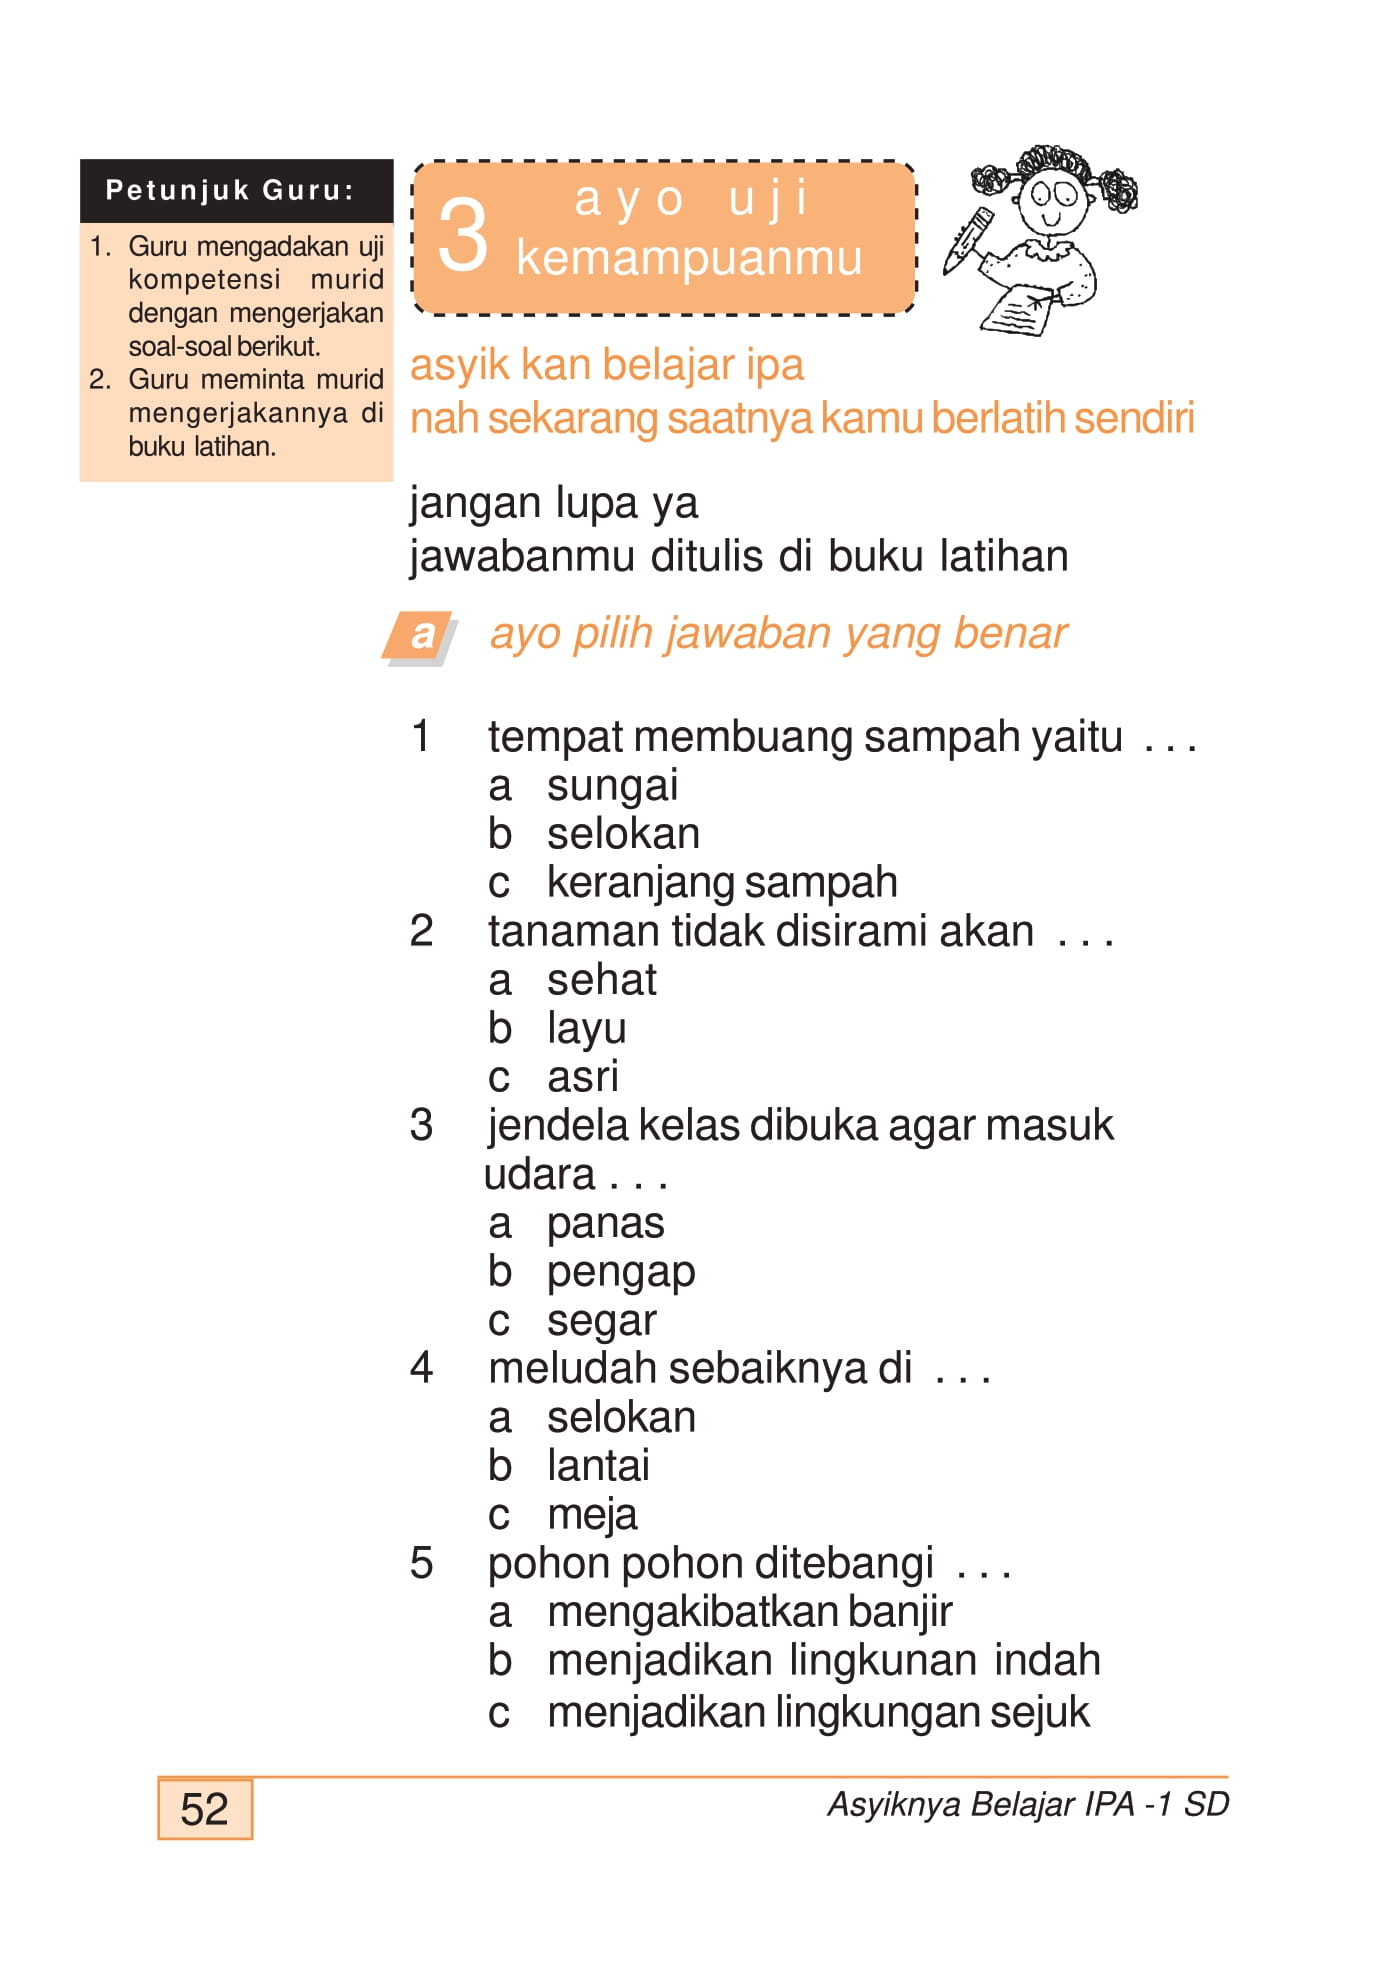 Petunjuk Guru:
1. Guru mengadakan uji
kompetensi murid
dengan mengerjakan
soal-soal berikut.
2. Guru meminta murid
mengerjakannya di
buku latihan.
3 ayo uji
kemampuanmu
asyik kan belajar ipa
nah sekarang saatnya kamu berlatih sendiri
jangan lupa ya
jawabanmu ditulis di buku latihan
a ayo pilih jawaban yang benar
1 tempat membuang sampah yaitu . . .
a sungai
b selokan
c keranjang sampah
2 tanaman tidak disirami akan . . .
a sehat
b layu
c asri
3 jendela kelas dibuka agar masuk
udara . . .
a panas
b pengap
c segar
4 meludah sebaiknya di . . .
a selokan
b lantai
c meja
5 pohon pohon ditebangi . . .
a mengakibatkan banjir
b menjadikan lingkunan indah
c menjadikan lingkungan sejuk
52
Asyiknya Belajar IPA -1 SD